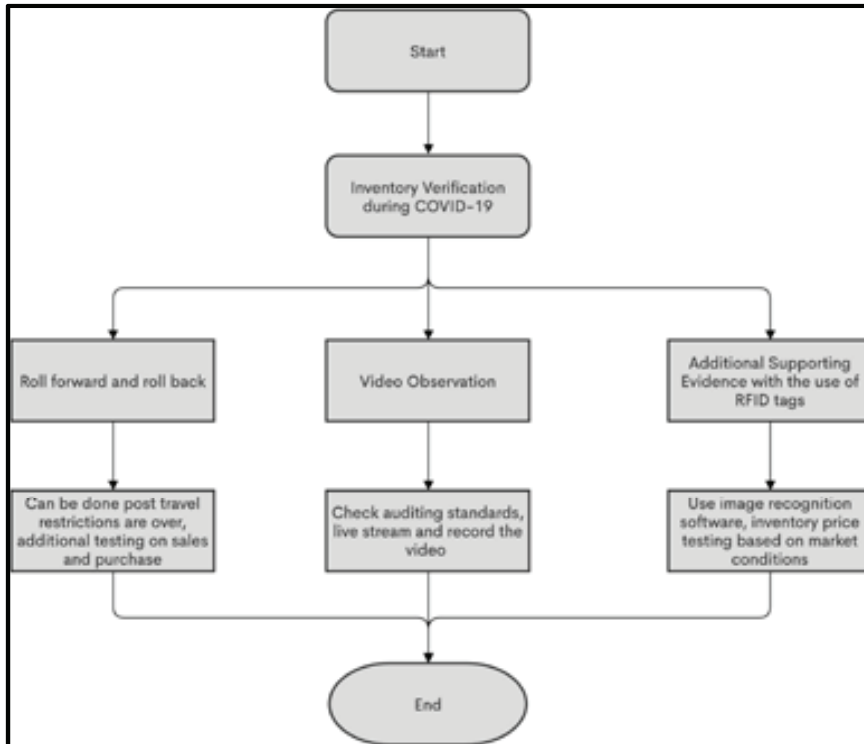 Start
Inventory Verification
during COVID-19
Roll forward and roll back
Video Observation
Additional Supporting
Evidence with the use of
RFID tags
Can be done post travel
restrictions are over,
additional testing on sales
and purchase
Check auditing standards,
live stream and record the
video
Use image recognition
software, inventory price
testing based on market
conditions
End